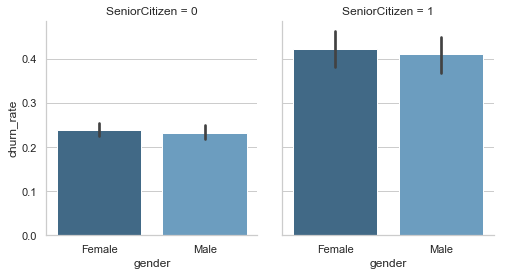 SeniorCitizen = 0
SeniorCitizen = 1
churn_rate
0.4
0.3
0.2
0.1
0.0
Female
Male
Female
Male
gender
gender